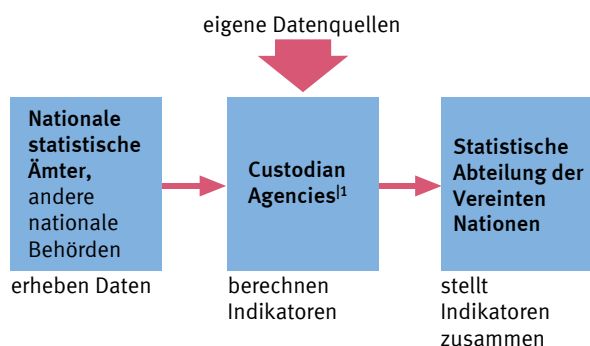 eigene Datenquellen
Nationale
statistische
Ämter,
andere
nationale
Behörden
erheben Daten
Custodian
Agencies|1
berechnen
Indikatoren
Statistische
Abteilung der
Vereinten
Nationen
stellt
Indikatoren
zusammen